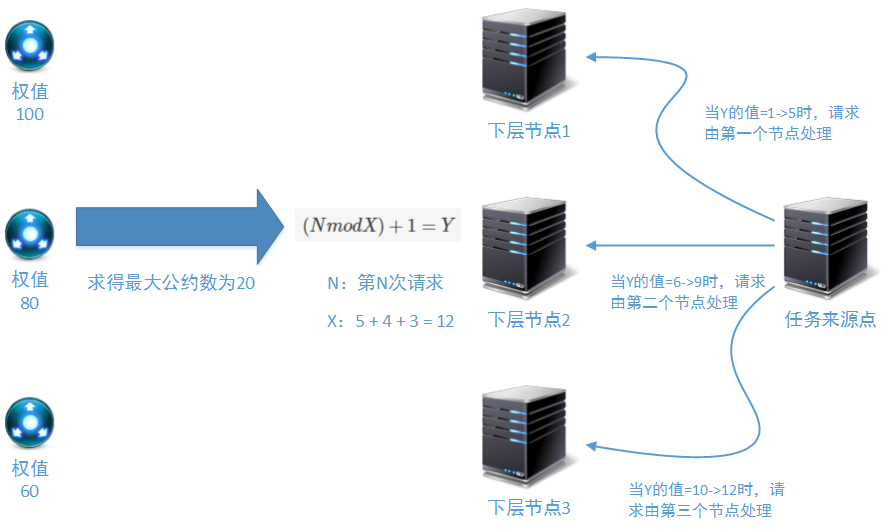 权值
100
下层节点1
当Y的值=1->5时，请求
由第一个节点处理
权值
80
求得最大公约数为20
(NmodX) + 1 = Y
N：第N次请求
X：5 + 4 + 3 = 12
下层节点2
当Y的值=6->9时，请求
由第二个节点处理
任务来源点
权值
60
下层节点3
当Y的值=10->12时，请
求由第三个节点处理